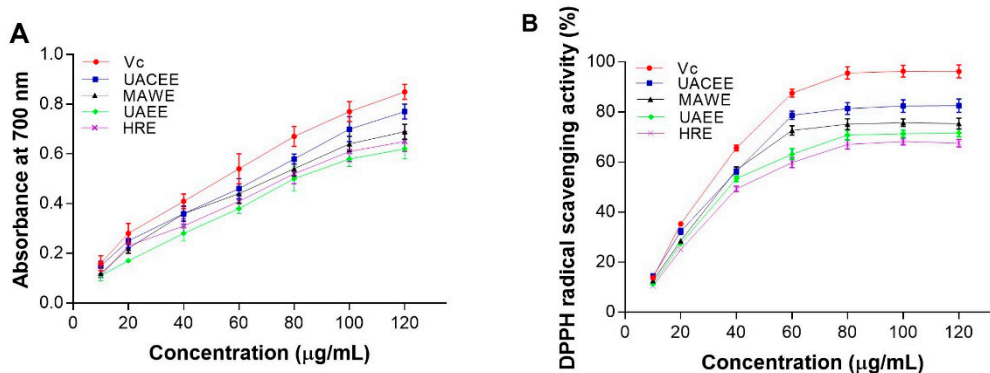 A
Absorbance at 700 nm
1.0
0.8
0.6
0.4
0.2
0.0
Vc
UACEE
MAWE
UAEE
HRE
0 20 40 60 80 100 120
Concentration (μg/mL)
B
DPPH radical scavenging activity (%)
100
80
60
40
20
0
Vc
UACEE
MAWE
UAEE
HRE
0 20 40 60 80 100 120
Concentration (μg/mL)